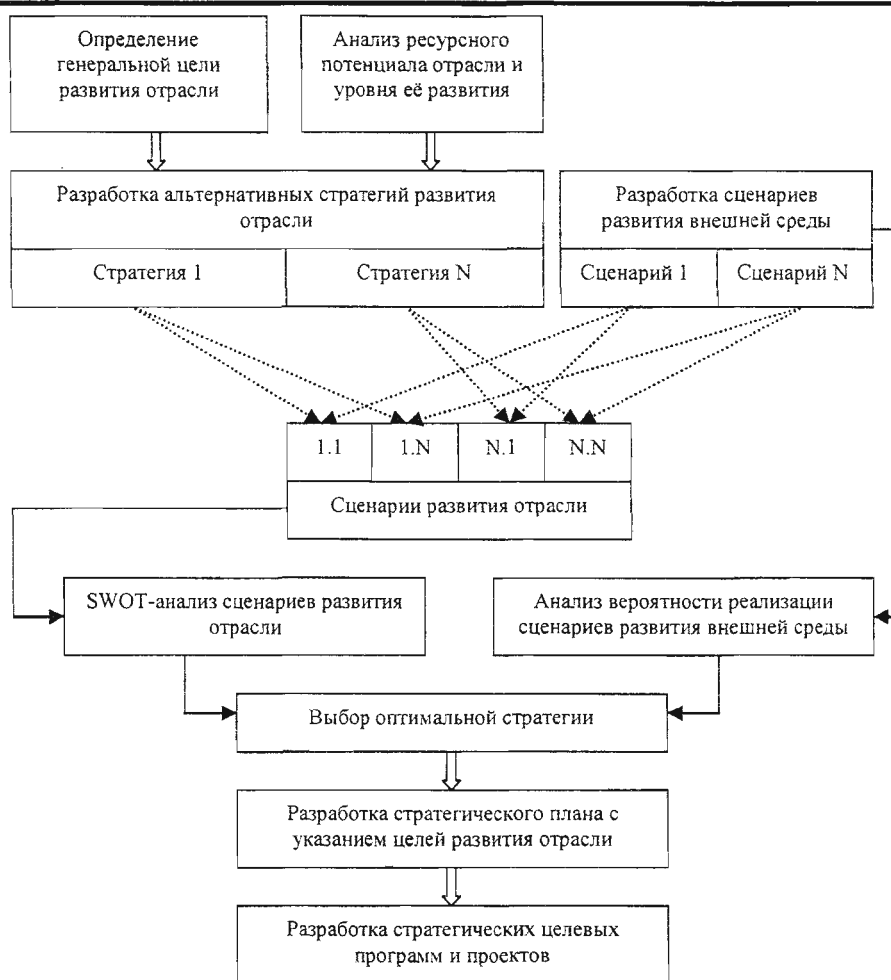 Определение
генеральной цели
развития отрасли
Анализ ресурсного
потенциала отрасли и
уровня её развития
Разработка альтернативных стратегий развития
отрасли
Стратегия 1
Стратегия N
Разработка сценариев
развития внешней среды
Сценарий 1
Сценарий N
1.1
1.N
N.1
N.N
Сценарии развития отрасли
SWOT-анализ сценариев развития
отрасли
Анализ вероятности реализации
сценариев развития внешней среды
Выбор оптимальной стратегии
Разработка стратегического плана с
указанием целей развития отрасли
Разработка стратегических целевых
программ и проектов